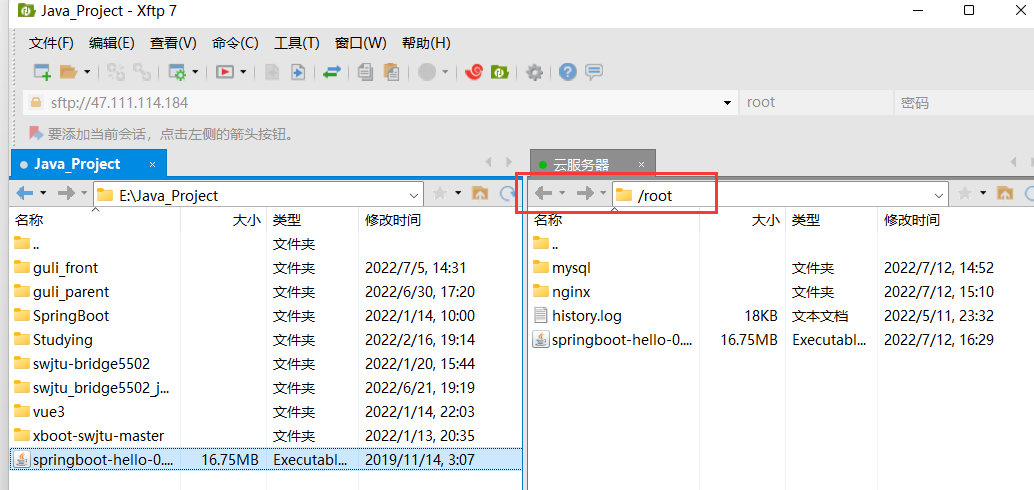 Java_Project - Xftp 7
文件(F) 编辑(E) 查看(V) 命令(C) 工具(T) 窗口(W) 帮助(H)
sftp://47.111.114.184 root 密码
要添加当前会话，点击左侧的箭头按钮。
Java_Project × 云服务器 ×
E:\Java_Project /root
名称 大小 类型 修改时间 名称 大小 类型 修改时间
.. 文件夹 ..
guli_front 文件夹 2022/7/5, 14:31 mysql 文件夹 2022/7/12, 14:52
guli_parent 文件夹 2022/6/30, 17:20 nginx 文件夹 2022/7/12, 15:10
SpringBoot 文件夹 2022/1/14, 10:00 history.log 18KB 文本文档 2022/5/11, 23:32
Studying 文件夹 2022/2/16, 19:14 springboot-hello-0.... 16.75MB Executabl... 2022/7/12, 16:29
swjtu-bridge5502 文件夹 2022/1/20, 15:44
swjtu_bridge5502_j... 文件夹 2022/6/21, 19:19
vue3 文件夹 2022/1/14, 22:03
xboot-swjtu-master 文件夹 2022/1/13, 20:35
springboot-hello-0.... 16.75MB Executabl... 2019/11/14, 3:07